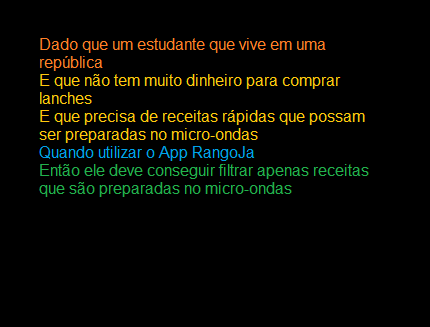 Dado que um estudante que vive em uma
república
E que não tem muito dinheiro para comprar
lanches
E que precisa de receitas rápidas que possam
ser preparadas no micro-ondas
Quando utilizar o App RangoJa
Então ele deve conseguir filtrar apenas receitas
que são preparadas no micro-ondas